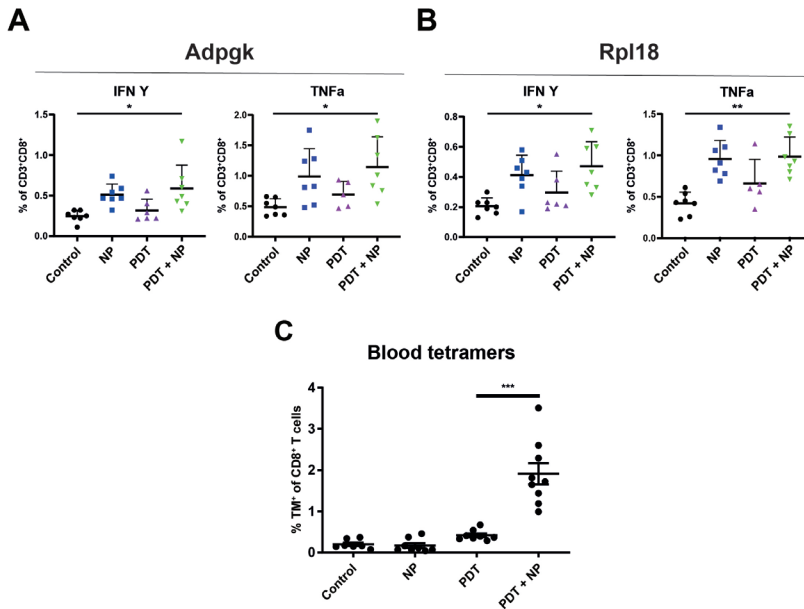 A
Adpgk
IFN Y
*
% of CD3⁺CD8⁺
1.5
1.0
0.5
0.0
Control
NP
PDT
PDT + NP
TNFa
*
% of CD3⁺CD8⁺
2.0
1.5
1.0
0.5
0.0
Control
NP
PDT
PDT + NP
B
Rpl18
IFN Y
*
% of CD3⁺CD8⁺
0.8
0.6
0.4
0.2
0.0
Control
NP
PDT
PDT + NP
TNFa
**
% of CD3⁺CD8⁺
1.5
1.0
0.5
0.0
Control
NP
PDT
PDT + NP
C
Blood tetramers
***
% TM⁺ of CD8⁺ T cells
4
3
2
1
0
Control
NP
PDT
PDT + NP